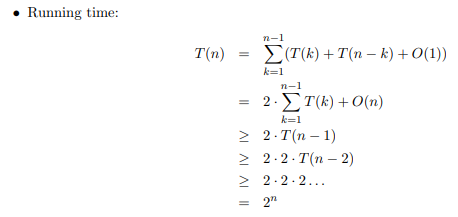 • Running time:
T(n) = ∑_{k=1}^{n−1} (T(k) + T(n − k) + O(1))
= 2 · ∑_{k=1}^{n−1} T(k) + O(n)
≥ 2 · T(n − 1)
≥ 2 · 2 · T(n − 2)
≥ 2 · 2 · 2 . . .
= 2^n